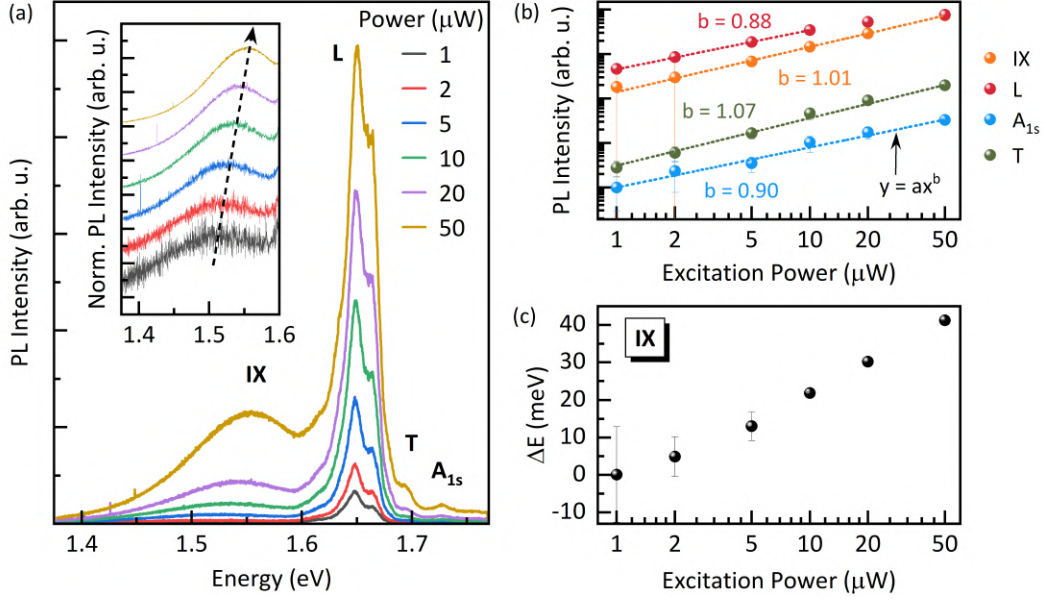 (a)
PL Intensity (arb. u.)
Norm. PL Intensity (arb. u.)
1.4 1.5 1.6
Power (μW)
1
2
5
10
20
50
L
IX
T
A1s
1.4 1.5 1.6 1.7
Energy (eV)
(b)
PL Intensity (arb. u.)
b = 0.88
b = 1.01
b = 1.07
b = 0.90
y = ax^b
1 2 5 10 20 50
Excitation Power (μW)
IX
L
A1s
T
(c)
IX
ΔE (meV)
40
30
20
10
0
-10
1 2 5 10 20 50
Excitation Power (μW)